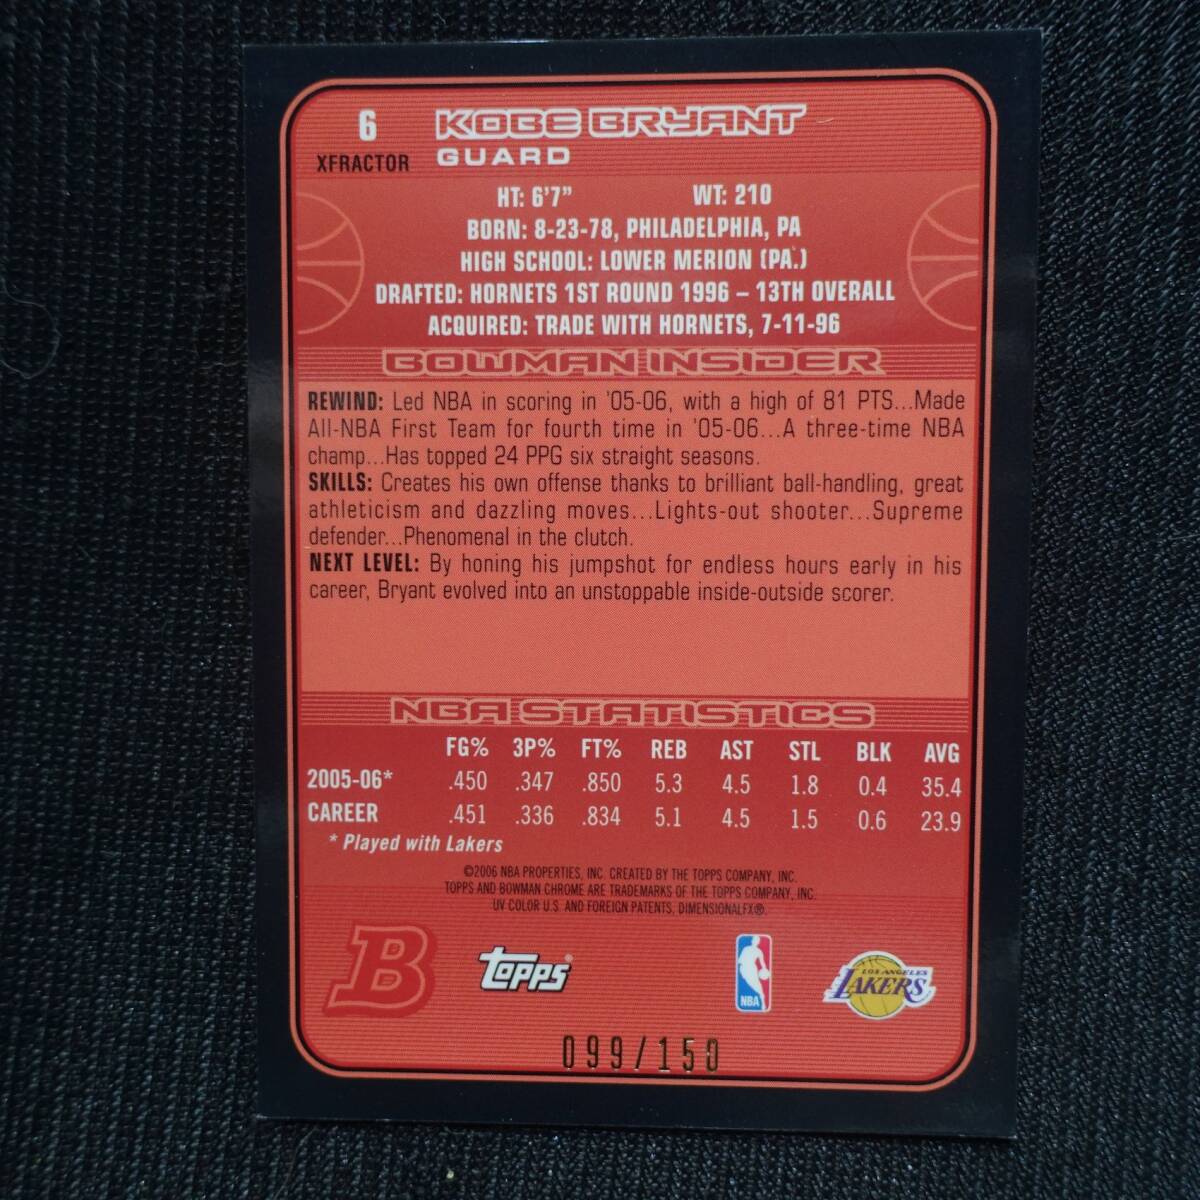 6
XFRACTOR
KOBE BRYANT
GUARD
HT: 6'7" WT: 210
BORN: 8-23-78, PHILADELPHIA, PA
HIGH SCHOOL: LOWER MERION (PA.)
DRAFTED: HORNETS 1ST ROUND 1996 – 13TH OVERALL
ACQUIRED: TRADE WITH HORNETS, 7-11-96
BOWMAN INSIDER
REWIND: Led NBA in scoring in '05-06, with a high of 81 PTS...Made
All-NBA First Team for fourth time in '05-06...A three-time NBA
champ...Has topped 24 PPG six straight seasons.
SKILLS: Creates his own offense thanks to brilliant ball-handling, great
athleticism and dazzling moves...Lights-out shooter...Supreme
defender...Phenomenal in the clutch.
NEXT LEVEL: By honing his jumpshot for endless hours early in his
career, Bryant evolved into an unstoppable inside-outside scorer.
NBA STATISTICS
FG% 3P% FT% REB AST STL BLK AVG
2005-06* .450 .347 .850 5.3 4.5 1.8 0.4 35.4
CAREER .451 .336 .834 5.1 4.5 1.5 0.6 23.9
* Played with Lakers
©2006 NBA PROPERTIES, INC. CREATED BY THE TOPPS COMPANY, INC.
TOPPS AND BOWMAN CHROME ARE TRADEMARKS OF THE TOPPS COMPANY, INC.
UV COLOR U.S. AND FOREIGN PATENTS, DIMENSIONALFX®.
B
topps®
NBA
LOS ANGELES
LAKERS
099/150